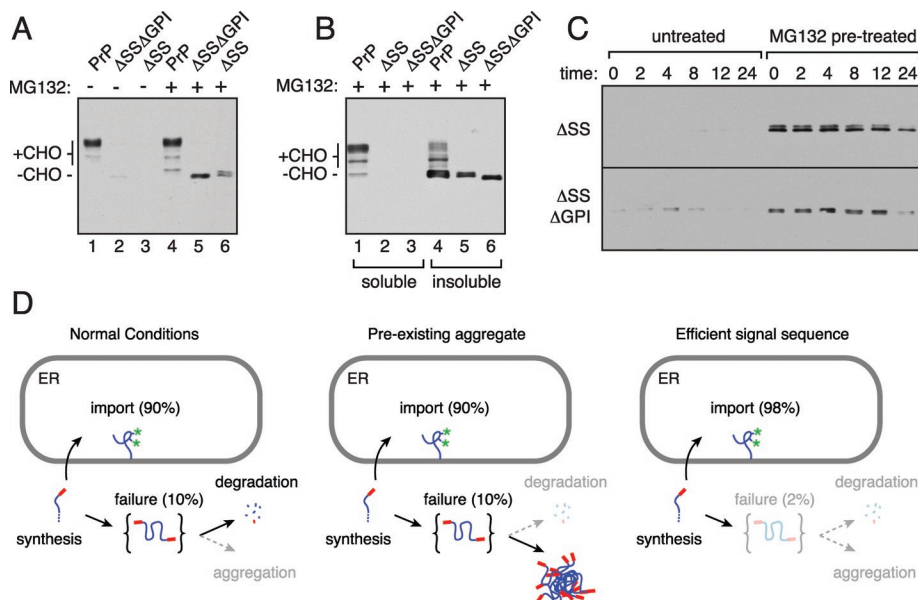 A
PrP ΔSSΔGPI ΔSS PrP ΔSSΔGPI ΔSS
MG132: - - - + + +
+CHO
-CHO -
1 2 3 4 5 6
B
PrP ΔSS ΔSSΔGPI PrP ΔSS ΔSSΔGPI
MG132: + + + + + +
+CHO
-CHO -
1 2 3 4 5 6
soluble insoluble
C
untreated MG132 pre-treated
time: 0 2 4 8 12 24 0 2 4 8 12 24
ΔSS
ΔSS
ΔGPI
D
Normal Conditions
ER
import (90%)
* *
failure (10%)
degradation
synthesis
aggregation
Pre-existing aggregate
ER
import (90%)
* *
failure (10%)
degradation
synthesis
Efficient signal sequence
ER
import (98%)
* *
failure (2%)
degradation
synthesis
aggregation